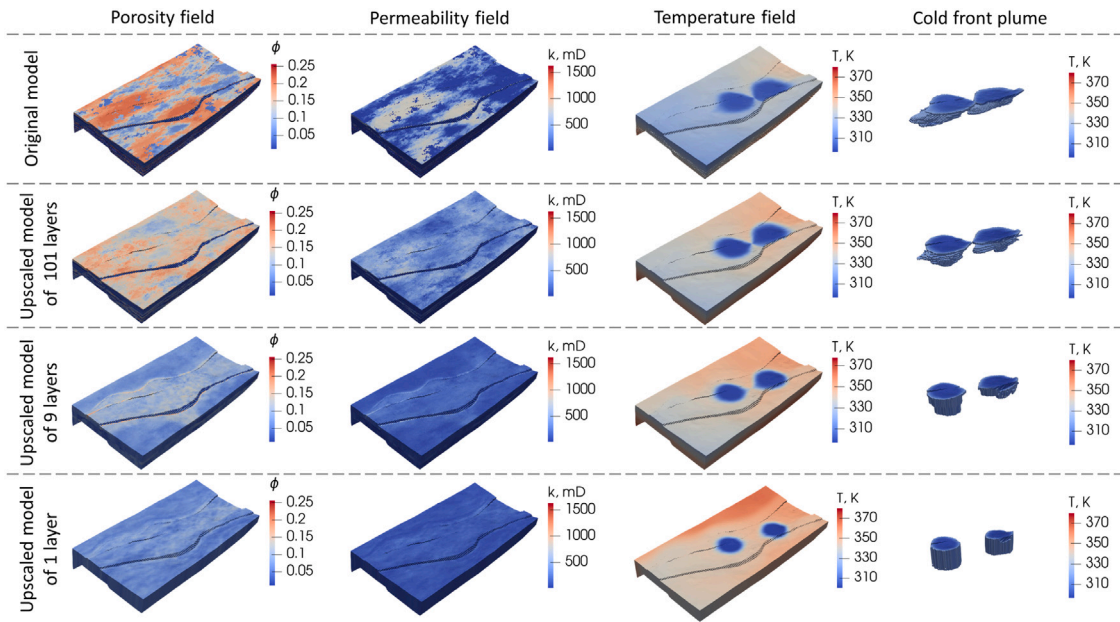 Porosity field
Permeability field
Temperature field
Cold front plume
Original model
ϕ
0.25
0.2
0.15
0.1
0.05
k, mD
1500
1000
500
T, K
370
350
330
310
T, K
370
350
330
310
Upscaled model
of 101 layers
ϕ
0.25
0.2
0.15
0.1
0.05
k, mD
1500
1000
500
T, K
370
350
330
310
T, K
370
350
330
310
Upscaled model
of 9 layers
ϕ
0.25
0.2
0.15
0.1
0.05
k, mD
1500
1000
500
T, K
370
350
330
310
T, K
370
350
330
310
Upscaled model
of 1 layer
ϕ
0.25
0.2
0.15
0.1
0.05
k, mD
1500
1000
500
T, K
370
350
330
310
T, K
370
350
330
310